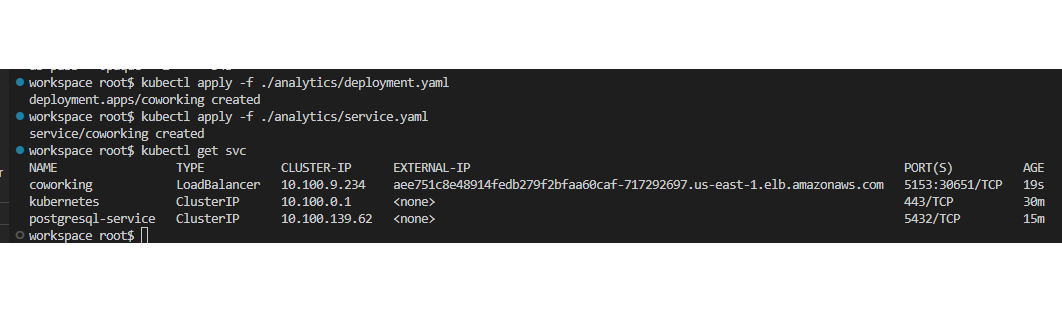 workspace root$ kubectl apply -f ./analytics/deployment.yaml
deployment.apps/coworking created
workspace root$ kubectl apply -f ./analytics/service.yaml
service/coworking created
workspace root$ kubectl get svc
NAME TYPE CLUSTER-IP EXTERNAL-IP PORT(S) AGE
coworking LoadBalancer 10.100.9.234 aee751c8e48914fedb279f2bfaa60caf-717292697.us-east-1.elb.amazonaws.com 5153:30651/TCP 19s
kubernetes ClusterIP 10.100.0.1 <none> 443/TCP 30m
postgresql-service ClusterIP 10.100.139.62 <none> 5432/TCP 15m
workspace root$